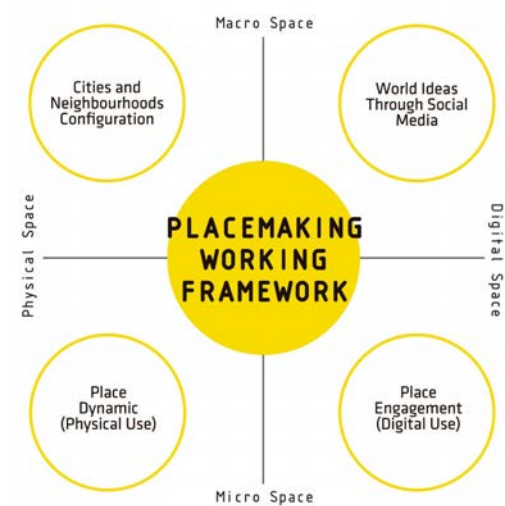 Macro Space
Cities and
Neighbourhoods
Configuration
World Ideas
Through Social
Media
Physical Space
PLACEMAKING
WORKING
FRAMEWORK
Digital Space
Place
Dynamic
(Physical Use)
Place
Engagement
(Digital Use)
Micro Space